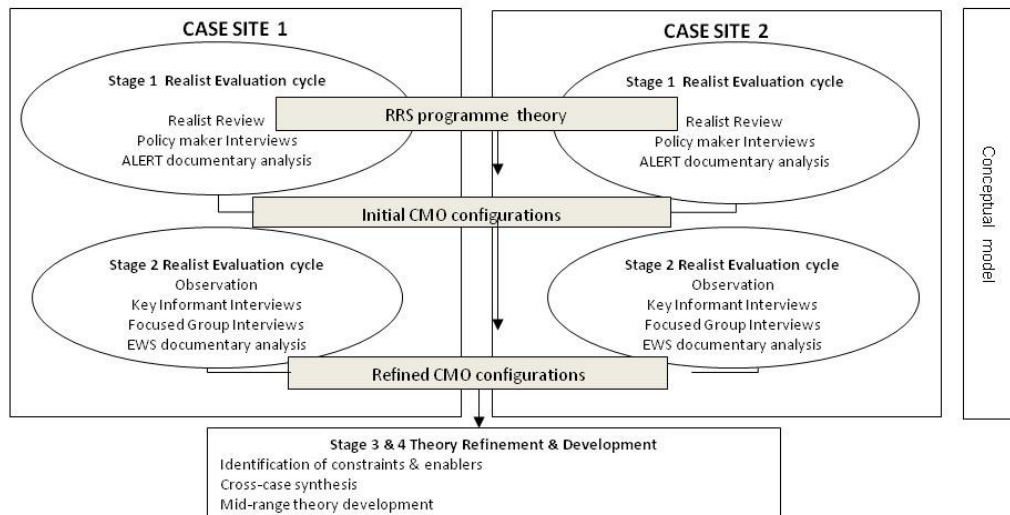 CASE SITE 1
Stage 1 Realist Evaluation cycle
Realist Review
Policy maker Interviews
ALERT documentary analysis
CASE SITE 2
Stage 1 Realist Evaluation cycle
Realist Review
Policy maker Interviews
ALERT documentary analysis
RRS programme theory
Initial CMO configurations
Stage 2 Realist Evaluation cycle
Observation
Key Informant Interviews
Focused Group Interviews
EWS documentary analysis
Stage 2 Realist Evaluation cycle
Observation
Key Informant Interviews
Focused Group Interviews
EWS documentary analysis
Refined CMO configurations
Stage 3 & 4 Theory Refinement & Development
Identification of constraints & enablers
Cross-case synthesis
Mid-range theory development
Conceptual model